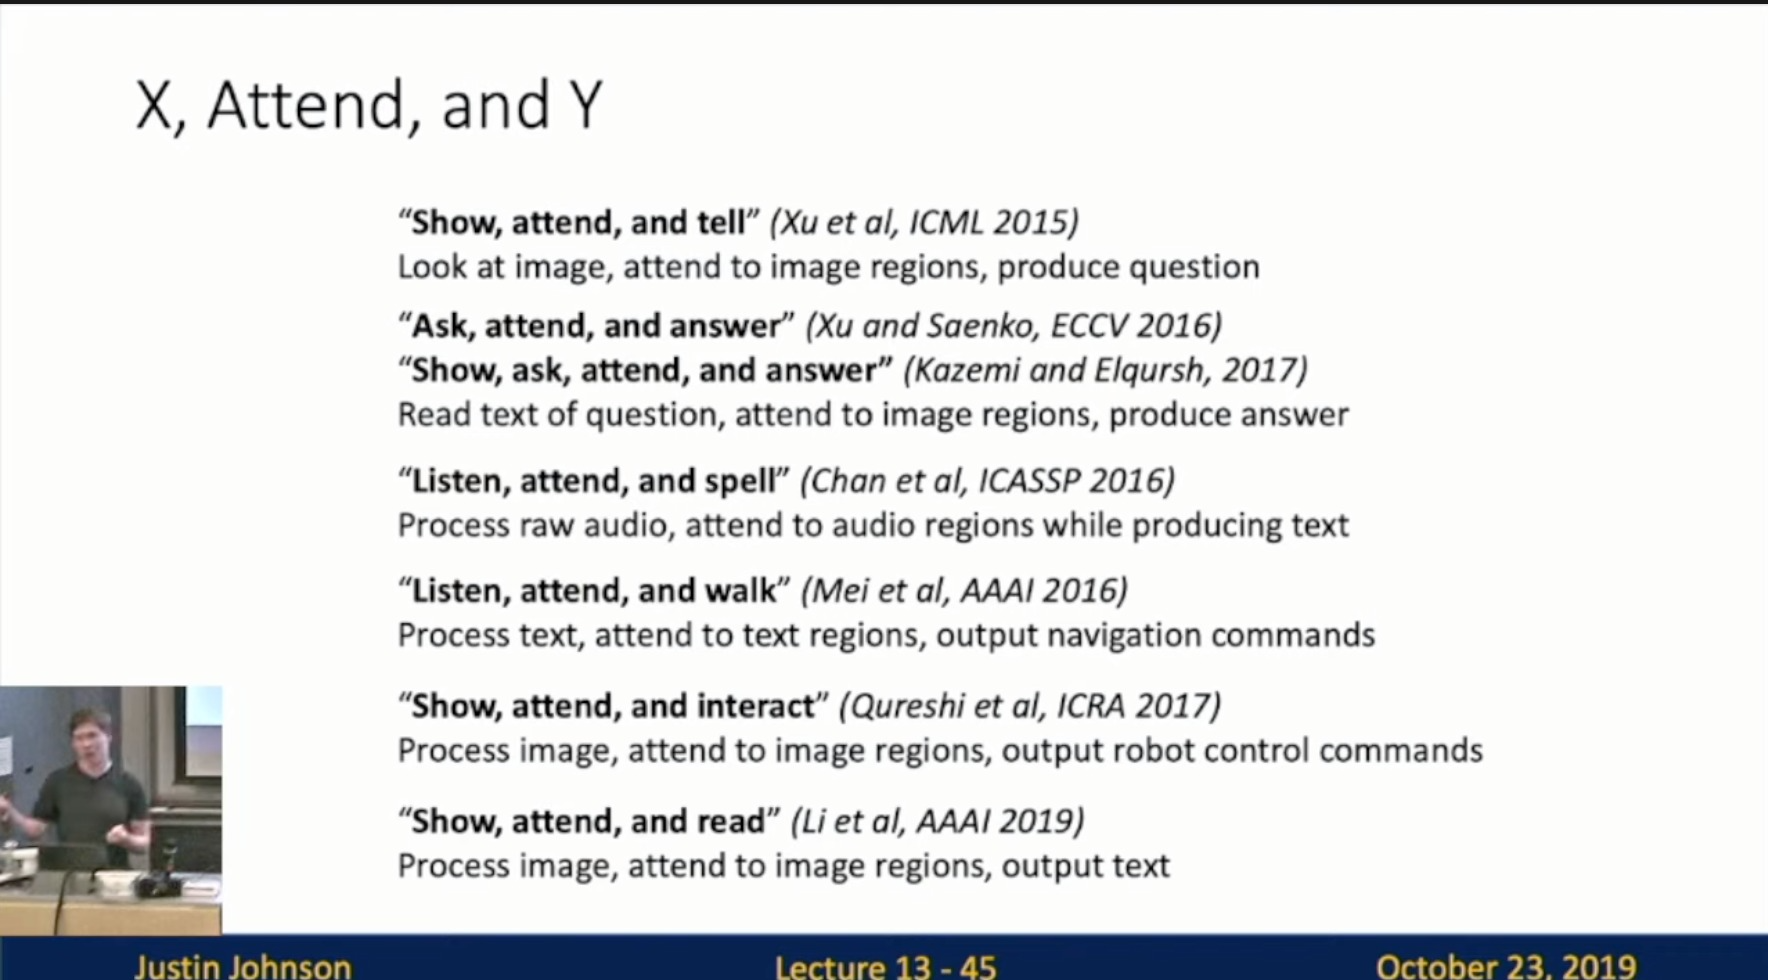 X, Attend, and Y
“Show, attend, and tell” (Xu et al, ICML 2015)
Look at image, attend to image regions, produce question
“Ask, attend, and answer” (Xu and Saenko, ECCV 2016)
“Show, ask, attend, and answer” (Kazemi and Elqursh, 2017)
Read text of question, attend to image regions, produce answer
“Listen, attend, and spell” (Chan et al, ICASSP 2016)
Process raw audio, attend to audio regions while producing text
“Listen, attend, and walk” (Mei et al, AAAI 2016)
Process text, attend to text regions, output navigation commands
“Show, attend, and interact” (Qureshi et al, ICRA 2017)
Process image, attend to image regions, output robot control commands
“Show, attend, and read” (Li et al, AAAI 2019)
Process image, attend to image regions, output text
Justin Johnson
Lecture 13 - 45
October 23, 2019